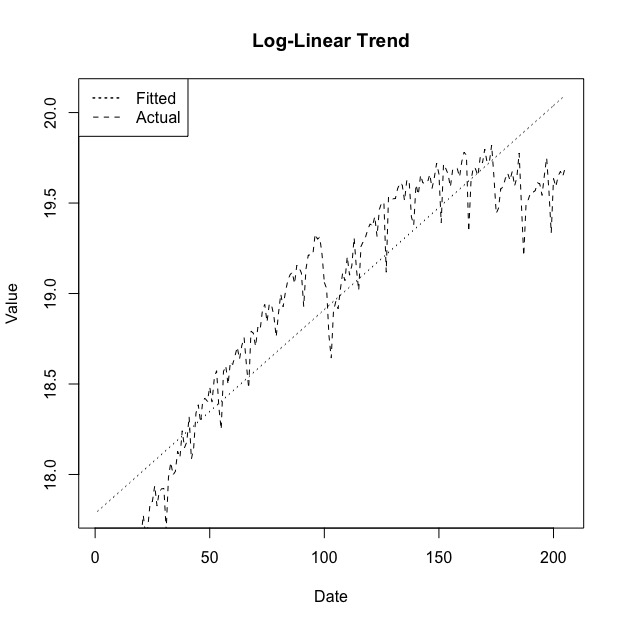 Log-Linear Trend
Fitted
Actual
20.0
19.5
19.0
18.5
18.0
Value
0 50 100 150 200
Date